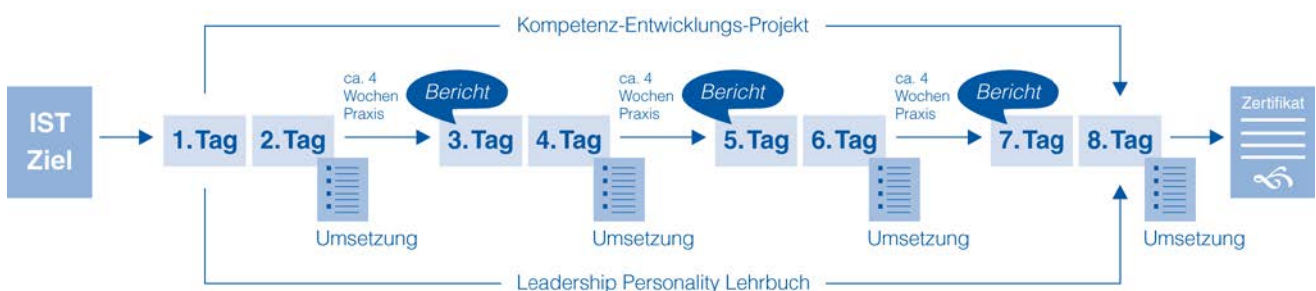 Kompetenz-Entwicklungs-Projekt
IST
Ziel
1.Tag
2.Tag
Umsetzung
ca. 4
Wochen
Praxis
Bericht
3.Tag
4.Tag
Umsetzung
ca. 4
Wochen
Praxis
Bericht
5.Tag
6.Tag
Umsetzung
ca. 4
Wochen
Praxis
Bericht
7.Tag
8.Tag
Umsetzung
Zertifikat
Leadership Personality Lehrbuch